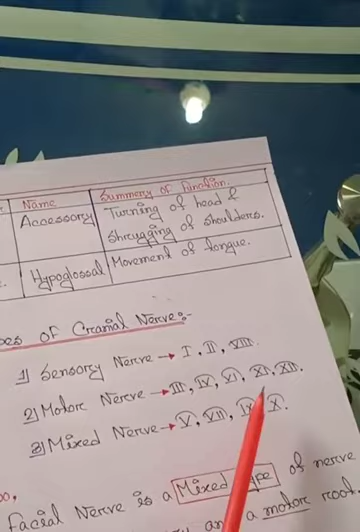 Name Summery of Function.
Accessory Turning of head &
Shrugging of shoulders.
Hypoglossal Movement of tongue.
of Cranial Nerve:-
1) Sensory Nerve → I, II, VIII.
2) Motor Nerve → III, IV, VI, XI, XII.
3) Mixed Nerve → V, VII, X.
Facial Nerve is a Mixed of nerve
a motor root.